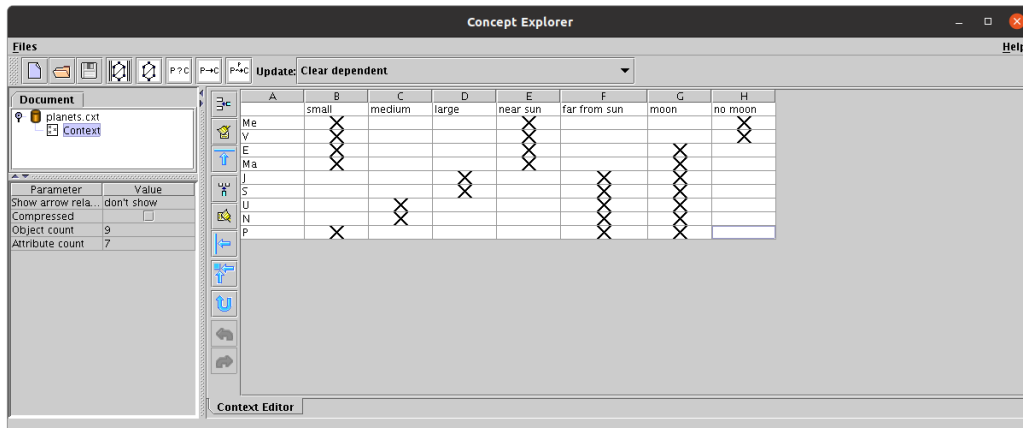 Concept Explorer
Files Help
P?C P→C P→C Update: Clear dependent
Document
planets.cxt
Context
Parameter Value
Show arrow rela... don't show
Compressed
Object count 9
Attribute count 7
A B C D E F G H
small medium large near sun far from sun moon no moon
Me
V
E
Ma
J
S
U
N
P
Context Editor